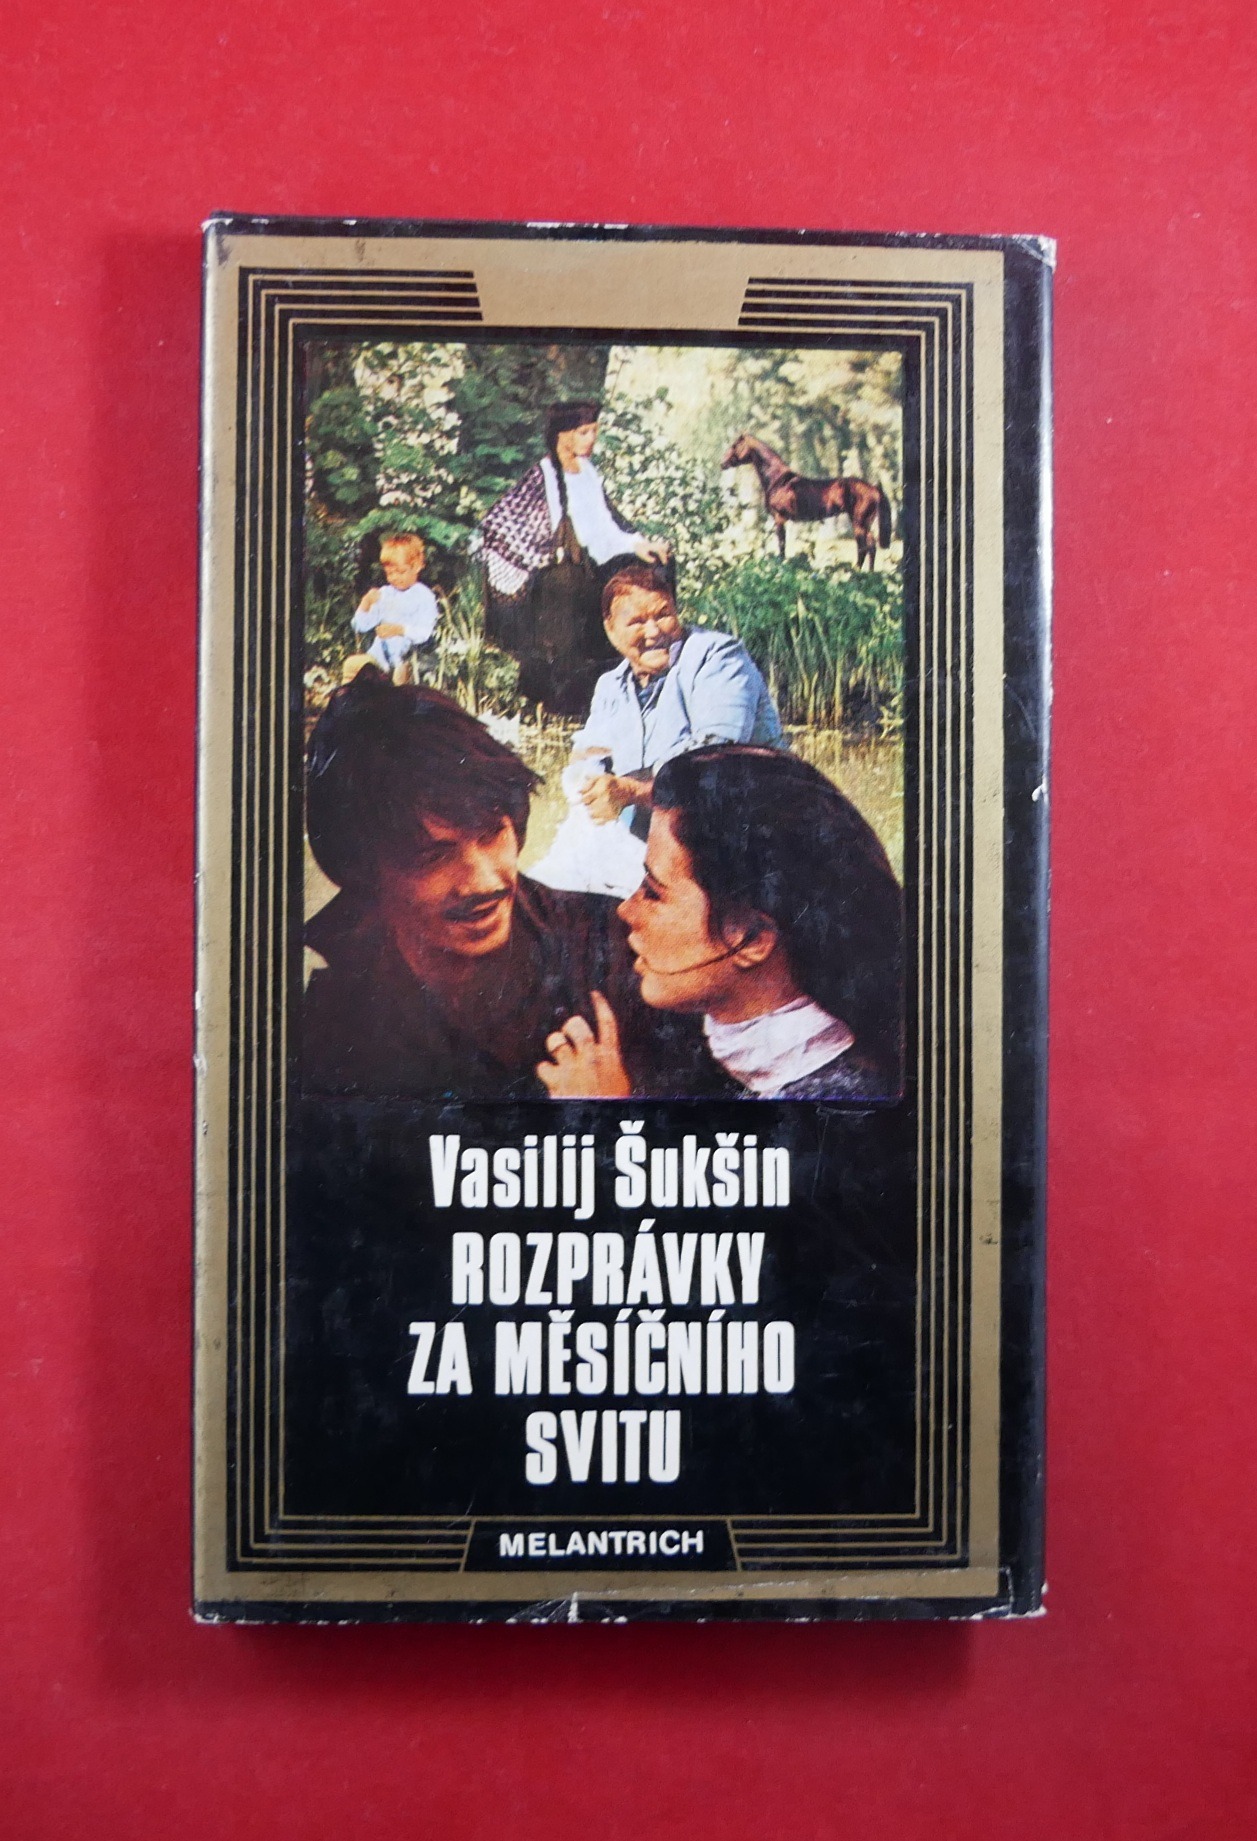 Vasilij Šukšin
ROZPRÁVKY
ZA MĚSÍČNÍHO
SVITU
MELANTRICH